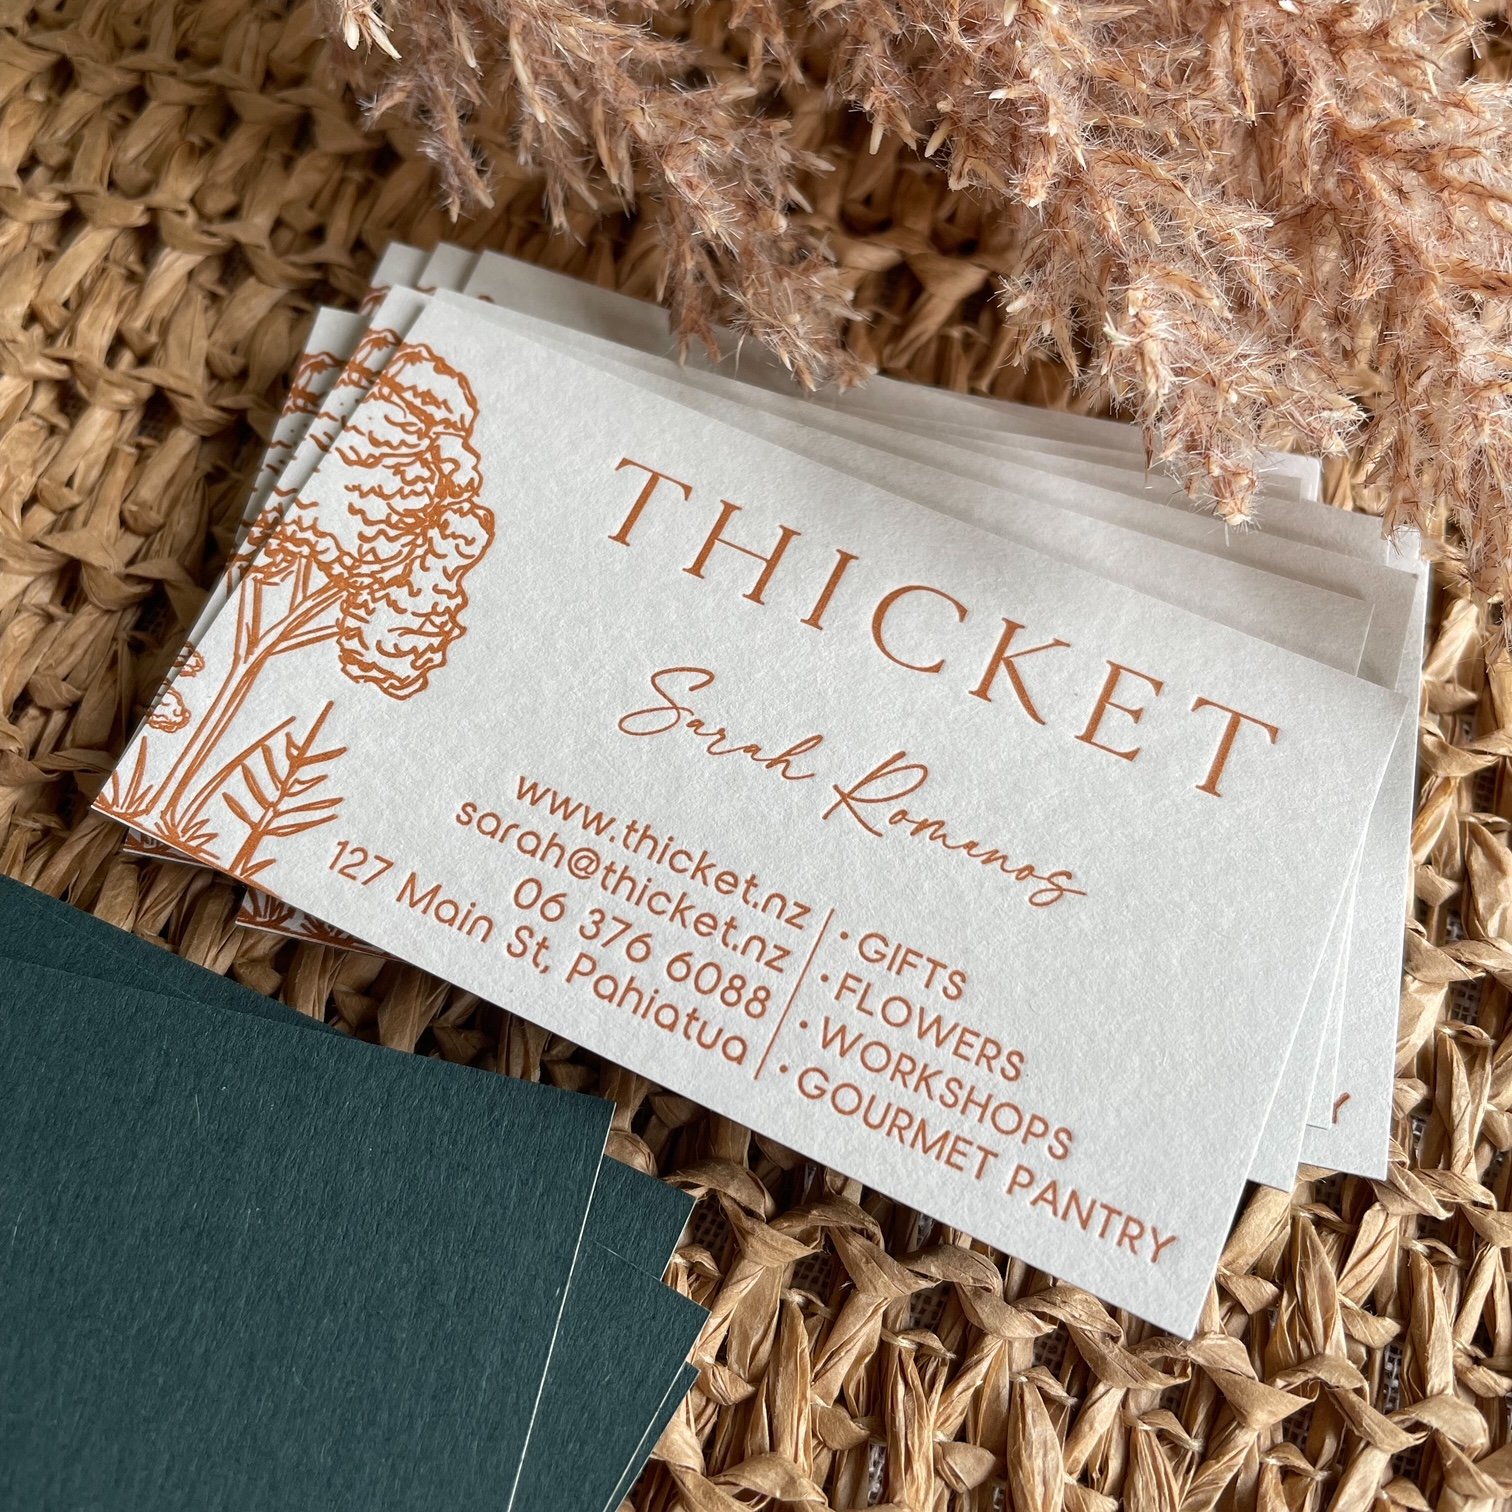 THICKET
Sarah Romanos
www.thicket.nz
sarah@thicket.nz
06 376 6088
127 Main St, Pahiatua
• GIFTS
• FLOWERS
• WORKSHOPS
• GOURMET PANTRY